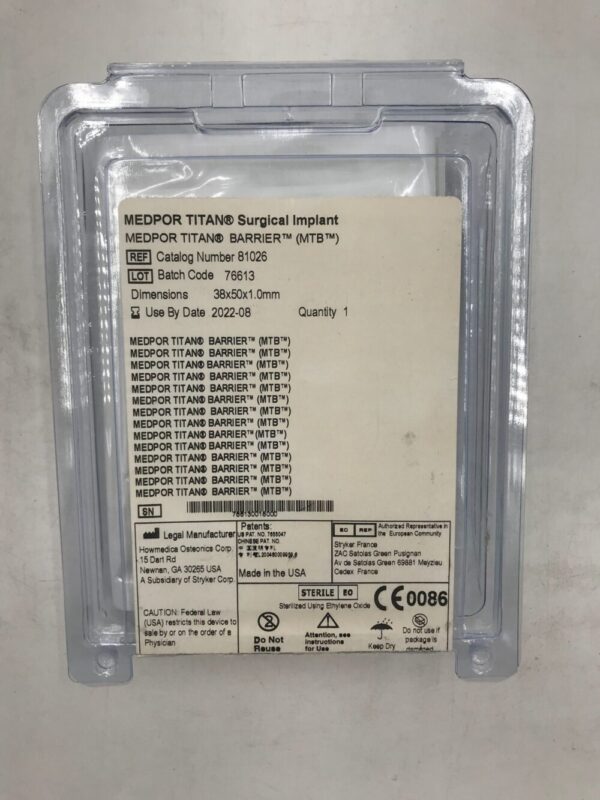 MEDPOR TITAN® Surgical Implant
MEDPOR TITAN® BARRIER™ (MTB™)
REF Catalog Number 81026
LOT Batch Code 76613
Dimensions 38x50x1.0mm
Use By Date 2022-08 Quantity 1
MEDPOR TITAN® BARRIER™ (MTB™)
MEDPOR TITAN® BARRIER™ (MTB™)
MEDPOR TITAN® BARRIER™ (MTB™)
MEDPOR TITAN® BARRIER™ (MTB™)
MEDPOR TITAN® BARRIER™ (MTB™)
MEDPOR TITAN® BARRIER™ (MTB™)
MEDPOR TITAN® BARRIER™ (MTB™)
MEDPOR TITAN® BARRIER™ (MTB™)
MEDPOR TITAN® BARRIER™ (MTB™)
MEDPOR TITAN® BARRIER™ (MTB™)
MEDPOR TITAN® BARRIER™ (MTB™)
MEDPOR TITAN® BARRIER™ (MTB™)
MEDPOR TITAN® BARRIER™ (MTB™)
MEDPOR TITAN® BARRIER™ (MTB™)
SN
Legal Manufacturer
Howmedica Osteonics Corp.
15 Dart Rd
Newnan, GA 30265 USA
A Subsidiary of Stryker Corp.
Patents:
US PAT. NO. 7655047
CHINESE PAT. NO.
Made in the USA
EC REP Authorized Representative in
the European Community
Stryker France
ZAC Satolas Green Pusignan
Av de Satolas Green 69881 Meyzieu
Cedex France
STERILE EO
Sterilized Using Ethylene Oxide
CE 0086
CAUTION: Federal Law
(USA) restricts this device to
sale by or on the order of a
Physician
Do Not
Reuse
Attention, see
instructions
for Use
Keep Dry
Do not use if
package is
damaged